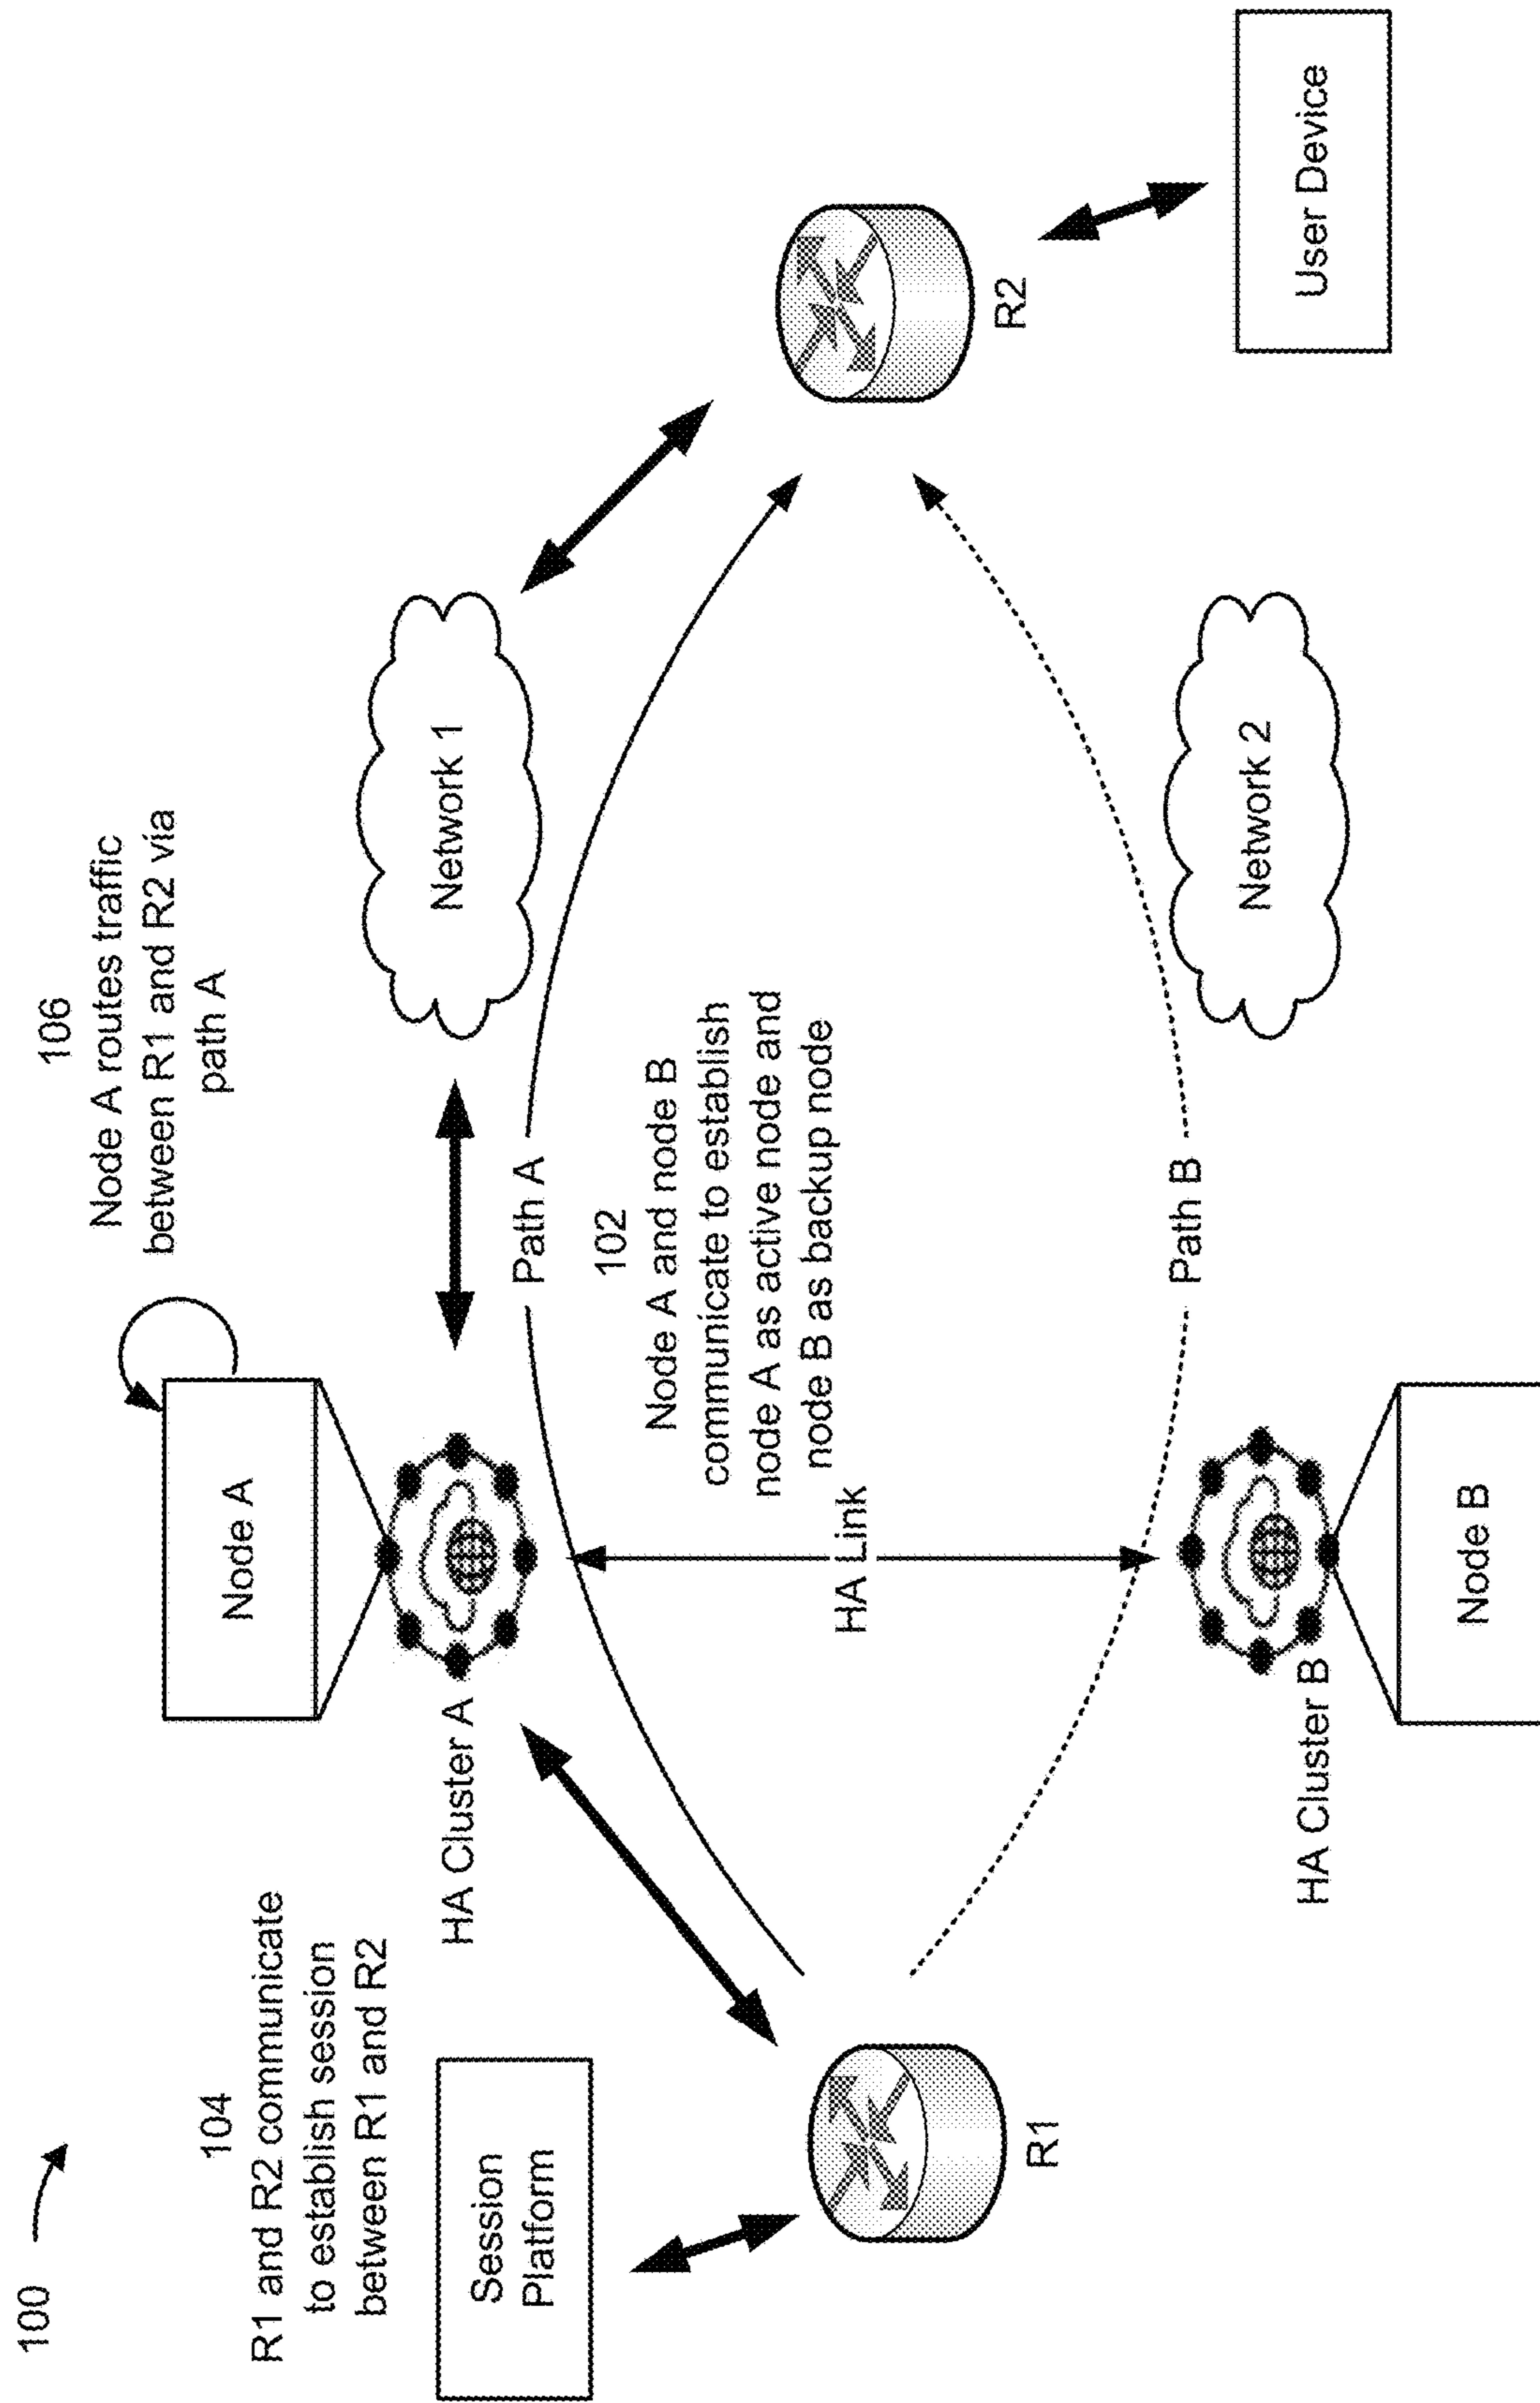 100
104
R1 and R2 communicate
to establish session
between R1 and R2
106
Node A routes traffic
between R1 and R2 via
path A
Node A
Session
Platform
HA Cluster A
Network 1
Path A
102
Node A and node B
communicate to establish
node A as active node and
node B as backup node
HA Link
R1
R2
Path B
HA Cluster B
Network 2
User Device
Node B